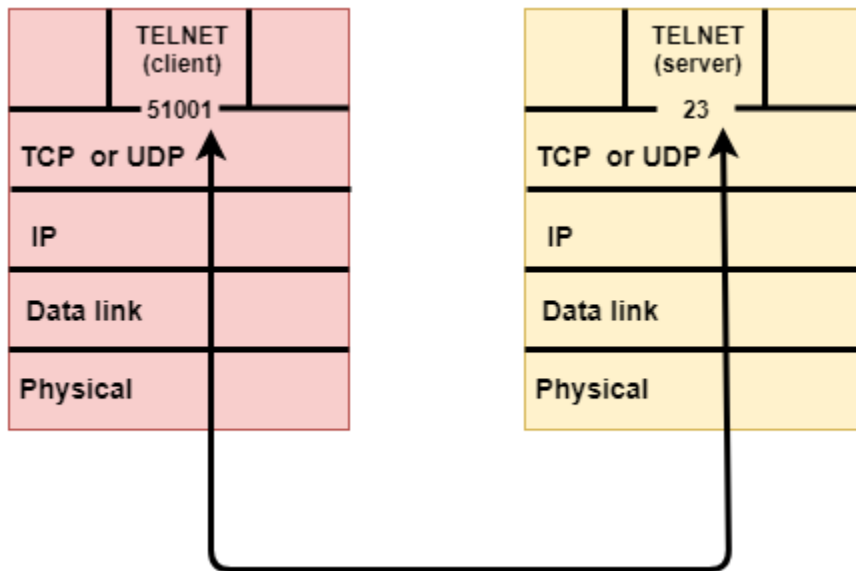 TELNET
(client)
51001
TCP or UDP
IP
Data link
Physical
TELNET
(server)
23
TCP or UDP
IP
Data link
Physical